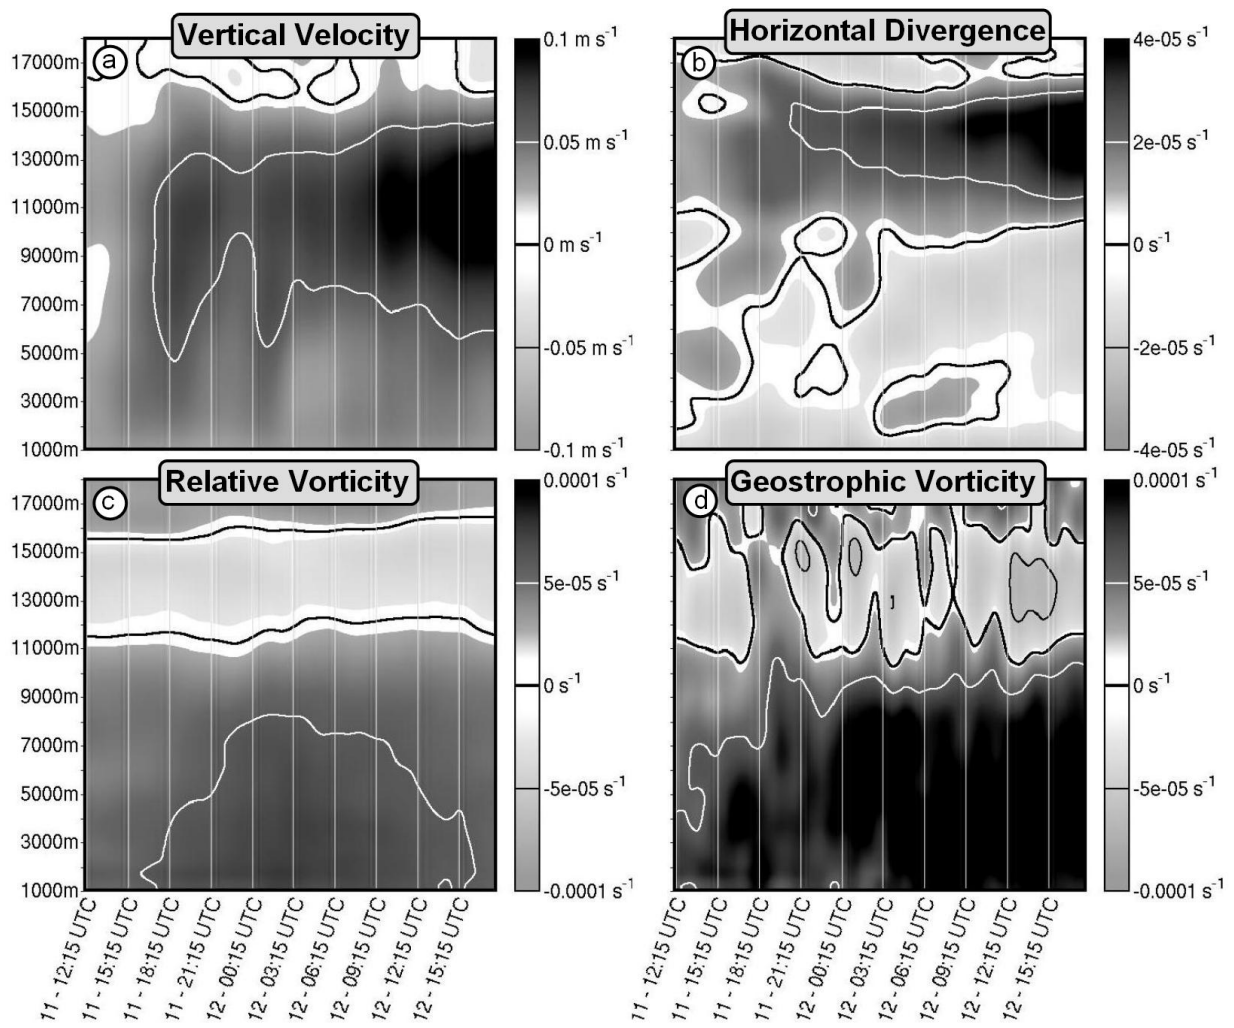 Vertical Velocity
a
17000m
15000m
13000m
11000m
9000m
7000m
5000m
3000m
1000m
0.1 m s⁻¹
0.05 m s⁻¹
0 m s⁻¹
-0.05 m s⁻¹
-0.1 m s⁻¹
Horizontal Divergence
b
4e-05 s⁻¹
2e-05 s⁻¹
0 s⁻¹
-2e-05 s⁻¹
-4e-05 s⁻¹
Relative Vorticity
c
17000m
15000m
13000m
11000m
9000m
7000m
5000m
3000m
1000m
0.0001 s⁻¹
5e-05 s⁻¹
0 s⁻¹
-5e-05 s⁻¹
-0.0001 s⁻¹
Geostrophic Vorticity
d
0.0001 s⁻¹
5e-05 s⁻¹
0 s⁻¹
-5e-05 s⁻¹
-0.0001 s⁻¹
11 - 12:15 UTC
11 - 15:15 UTC
11 - 18:15 UTC
11 - 21:15 UTC
12 - 00:15 UTC
12 - 03:15 UTC
12 - 06:15 UTC
12 - 09:15 UTC
12 - 12:15 UTC
12 - 15:15 UTC
11 - 12:15 UTC
11 - 15:15 UTC
11 - 18:15 UTC
11 - 21:15 UTC
12 - 00:15 UTC
12 - 03:15 UTC
12 - 06:15 UTC
12 - 09:15 UTC
12 - 12:15 UTC
12 - 15:15 UTC